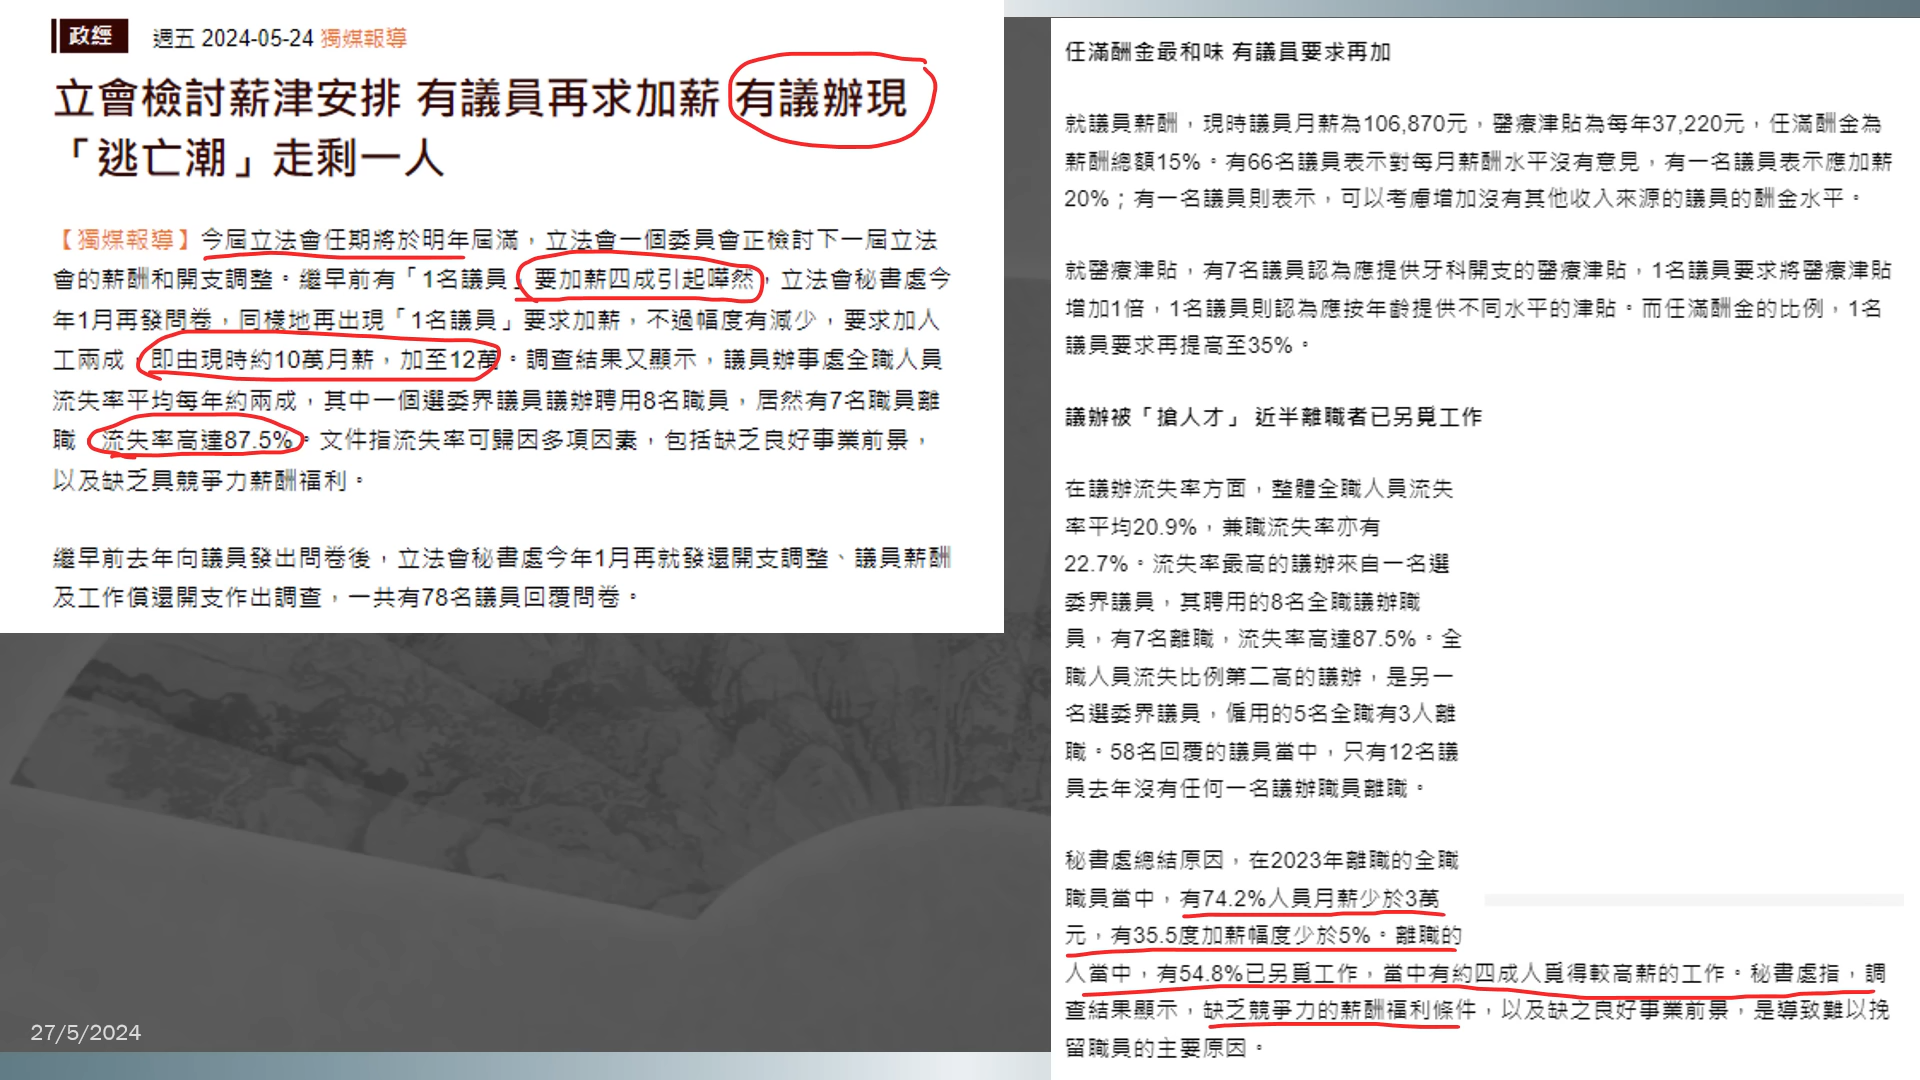 政經 週五 2024-05-24 獨媒報導
立會檢討薪津安排 有議員再求加薪 有議辦現
「逃亡潮」走剩一人
【獨媒報導】今屆立法會任期將於明年屆滿，立法會一個委員會正檢討下一屆立法
會的薪酬和開支調整。繼早前有「1名議員」要加薪四成引起嘩然，立法會秘書處今
年1月再發問卷，同樣地再出現「1名議員」要求加薪，不過幅度有減少，要求加人
工兩成，即由現時約10萬月薪，加至12萬。調查結果又顯示，議員辦事處全職人員
流失率平均每年約兩成，其中一個選委界議員議辦聘用8名職員，居然有7名職員離
職，流失率高達87.5%。文件指流失率可歸因多項因素，包括缺乏良好事業前景，
以及缺乏具競爭力薪酬福利。
繼早前去年向議員發出問卷後，立法會秘書處今年1月再就發還開支調整、議員薪酬
及工作償還開支作出調查，一共有78名議員回覆問卷。
27/5/2024
任滿酬金最和味 有議員要求再加
就議員薪酬，現時議員月薪為106,870元，醫療津貼為每年37,220元，任滿酬金為
薪酬總額15%。有66名議員表示對每月薪酬水平沒有意見，有一名議員表示應加薪
20%；有一名議員則表示，可以考慮增加沒有其他收入來源的議員的酬金水平。
就醫療津貼，有7名議員認為應提供牙科開支的醫療津貼，1名議員要求將醫療津貼
增加1倍，1名議員則認為應按年齡提供不同水平的津貼。而任滿酬金的比例，1名
議員要求再提高至35%。
議辦被「搶人才」 近半離職者已另覓工作
在議辦流失率方面，整體全職人員流失
率平均20.9%，兼職流失率亦有
22.7%。流失率最高的議辦來自一名選
委界議員，其聘用的8名全職議辦職
員，有7名離職，流失率高達87.5%。全
職人員流失比例第二高的議辦，是另一
名選委界議員，僱用的5名全職有3人離
職。58名回覆的議員當中，只有12名議
員去年沒有任何一名議辦職員離職。
秘書處總結原因，在2023年離職的全職
職員當中，有74.2%人員月薪少於3萬
元，有35.5度加薪幅度少於5%。離職的
人當中，有54.8%已另覓工作，當中有約四成人覓得較高薪的工作。秘書處指，調
查結果顯示，缺乏競爭力的薪酬福利條件，以及缺乏良好事業前景，是導致難以挽
留職員的主要原因。